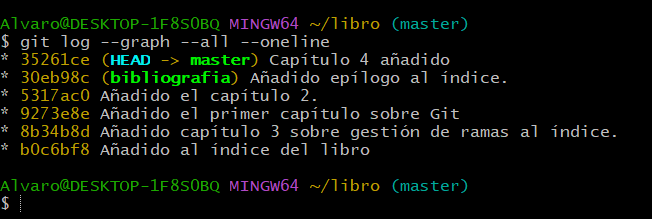 Alvaro@DESKTOP-1F8S0BQ MINGW64 ~/libro (master)
$ git log --graph --all --oneline
* 35261ce (HEAD -> master) Capítulo 4 añadido
* 30eb98c (bibliografia) Añadido epílogo al índice.
* 5317ac0 Añadido el capítulo 2.
* 9273e8e Añadido el primer capítulo sobre Git
* 8b34b8d Añadido capítulo 3 sobre gestión de ramas al índice.
* b0c6bf8 Añadido al índice del libro
Alvaro@DESKTOP-1F8S0BQ MINGW64 ~/libro (master)
$